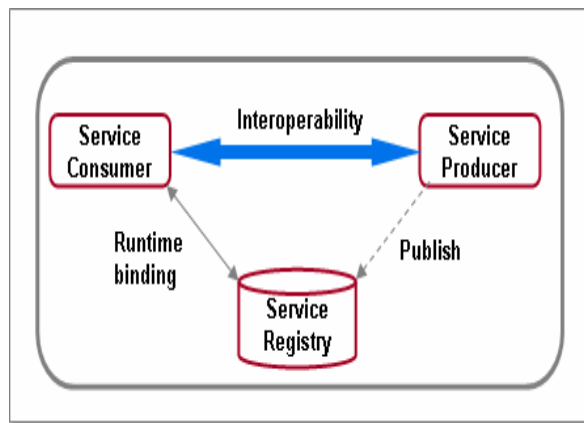 Interoperability
Service
Consumer
Service
Producer
Runtime
binding
Publish
Service
Registry